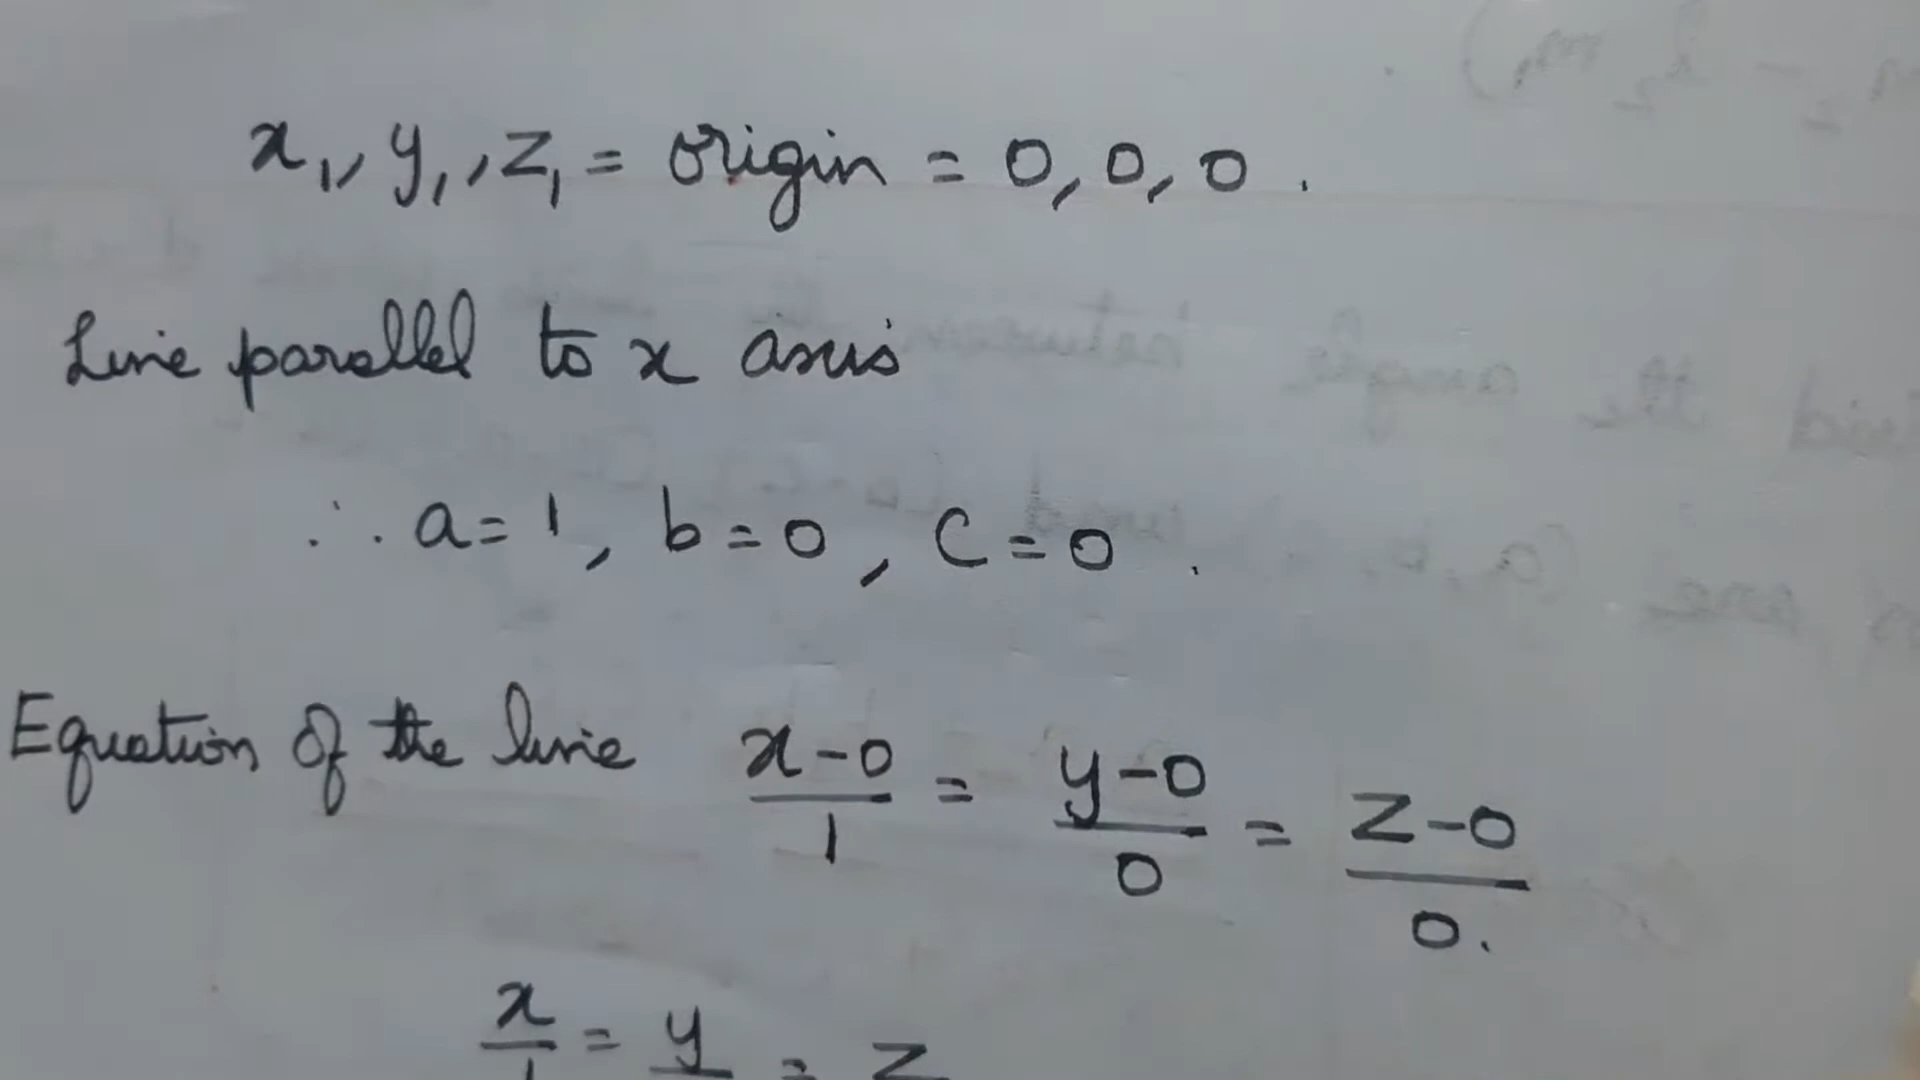 x₁, y₁, z₁ = origin = 0, 0, 0.
Line parallel to x axis
∴ a = 1, b = 0, c = 0.
Equation of the line x-0/1 = y-0/0 = z-0/0.
x/1 = y = z